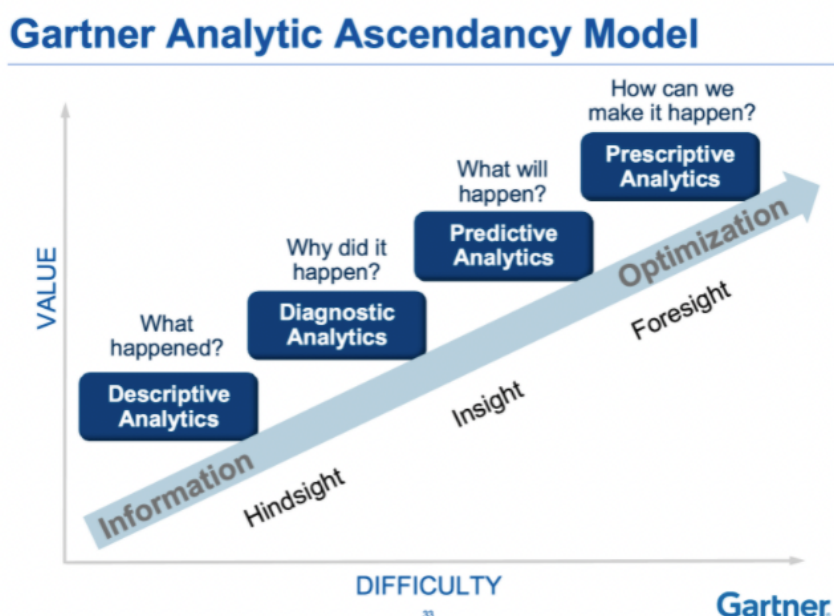 Gartner Analytic Ascendancy Model
How can we
make it happen?
Prescriptive
Analytics
What will
happen?
Predictive
Analytics
Why did it
happen?
Diagnostic
Analytics
What
happened?
Descriptive
Analytics
VALUE
Information
Optimization
Hindsight
Insight
Foresight
DIFFICULTY
33
Gartner